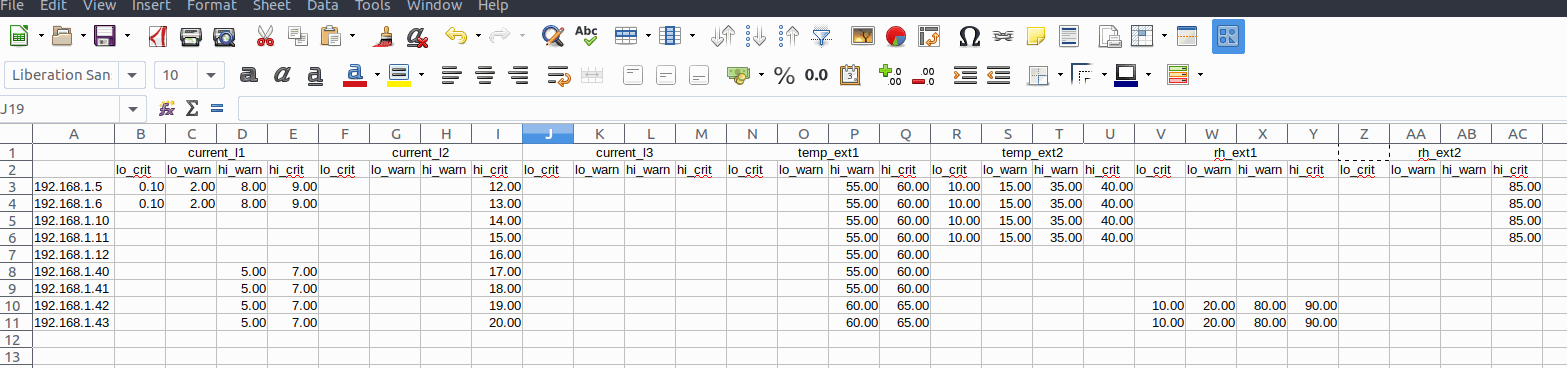 File Edit View Insert Format Sheet Data Tools Window Help
Abc Ω
Liberation Sans 10 a a a a % 0.0 .00 .00
J19 fx Σ =
A B C D E F G H I J K L M N O P Q R S T U V W X Y Z AA AB AC
1 current_l1 current_l2 current_l3 temp_ext1 temp_ext2 rh_ext1 rh_ext2
2 lo_crit lo_warn hi_warn hi_crit lo_crit lo_warn hi_warn hi_crit lo_crit lo_warn hi_warn hi_crit lo_crit lo_warn hi_warn hi_crit lo_crit lo_warn hi_warn hi_crit lo_crit lo_warn hi_warn hi_crit lo_crit lo_warn hi_warn hi_crit
3 192.168.1.5 0.10 2.00 8.00 9.00 12.00 55.00 60.00 10.00 15.00 35.00 40.00 85.00
4 192.168.1.6 0.10 2.00 8.00 9.00 13.00 55.00 60.00 10.00 15.00 35.00 40.00 85.00
5 192.168.1.10 14.00 55.00 60.00 10.00 15.00 35.00 40.00 85.00
6 192.168.1.11 15.00 55.00 60.00 10.00 15.00 35.00 40.00 85.00
7 192.168.1.12 16.00 55.00 60.00
8 192.168.1.40 5.00 7.00 17.00 55.00 60.00
9 192.168.1.41 5.00 7.00 18.00 55.00 60.00
10 192.168.1.42 5.00 7.00 19.00 60.00 65.00 10.00 20.00 80.00 90.00
11 192.168.1.43 5.00 7.00 20.00 60.00 65.00 10.00 20.00 80.00 90.00
12
13